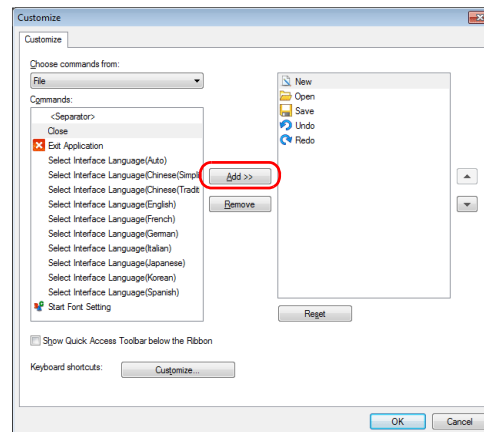 Customize
Customize
Choose commands from:
File
Commands:
<Separator>
Close
Exit Application
Select Interface Language(Auto)
Select Interface Language(Chinese(Simpli
Select Interface Language(Chinese(Tradit
Select Interface Language(English)
Select Interface Language(French)
Select Interface Language(German)
Select Interface Language(Italian)
Select Interface Language(Japanese)
Select Interface Language(Korean)
Select Interface Language(Spanish)
Start Font Setting
Add >>
Remove
New
Open
Save
Undo
Redo
Reset
Show Quick Access Toolbar below the Ribbon
Keyboard shortcuts:
Customize...
OK
Cancel